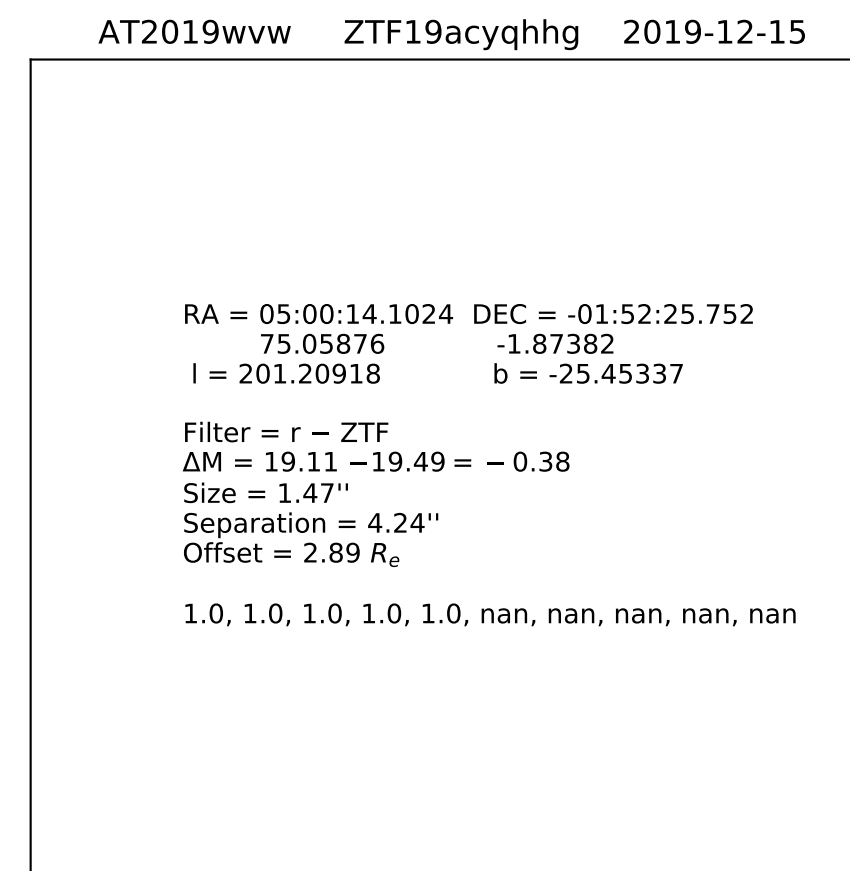 AT2019wvw ZTF19acyqhhg 2019-12-15
RA = 05:00:14.1024 DEC = -01:52:25.752
75.05876 -1.87382
l = 201.20918 b = -25.45337
Filter = r − ZTF
ΔM = 19.11 −19.49 = − 0.38
Size = 1.47''
Separation = 4.24''
Offset = 2.89 Rₑ
1.0, 1.0, 1.0, 1.0, 1.0, nan, nan, nan, nan, nan